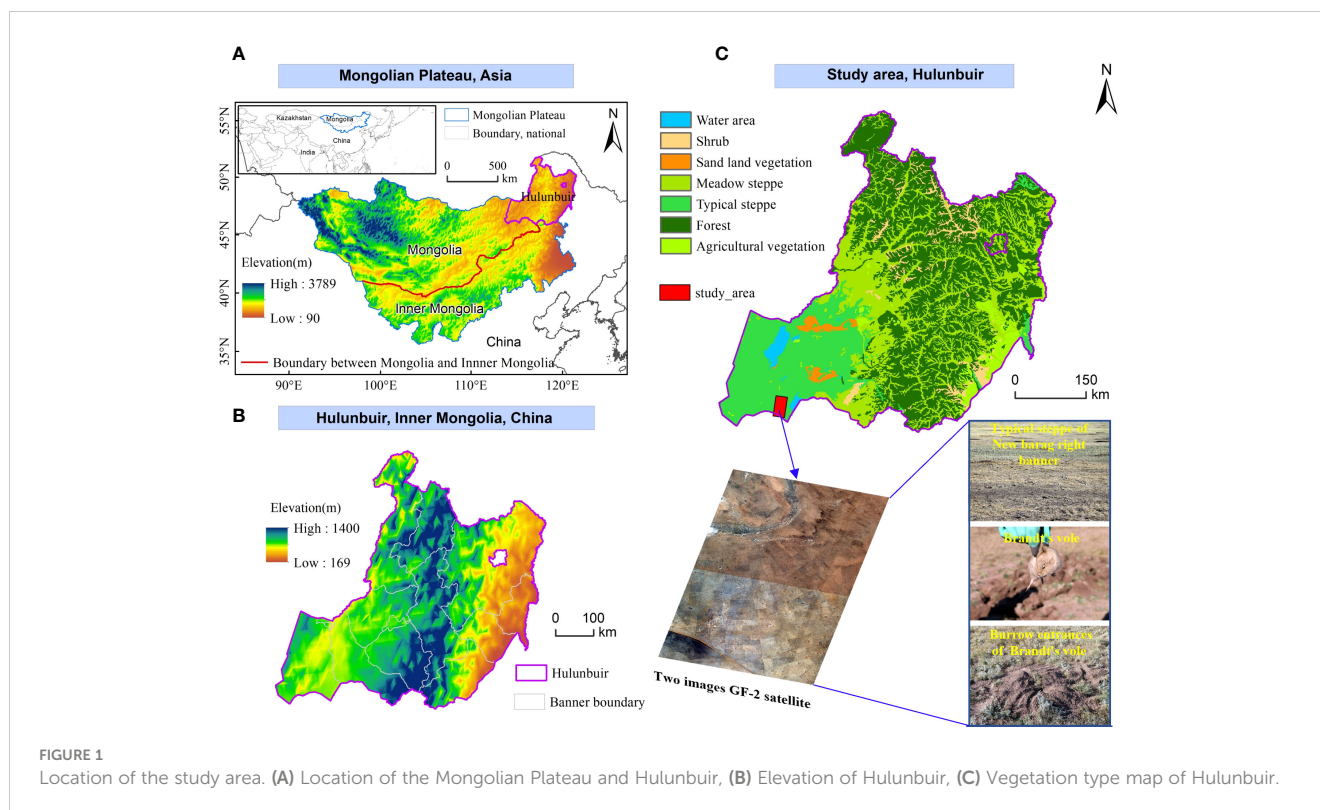 A
Mongolian Plateau, Asia
55°N
50°N
45°N
40°N
35°N
Kazakhstan
Mongolia
China
India
Mongolian Plateau
Boundary, national
0 500
km
N
Hulunbuir
Mongolia
Inner Mongolia
China
Elevation(m)
High : 3789
Low : 90
Boundary between Mongolia and Innner Mongolia
90°E 100°E 110°E 120°E
B
Hulunbuir, Inner Mongolia, China
Elevation(m)
High : 1400
Low : 169
0 100
km
Hulunbuir
Banner boundary
C
Study area, Hulunbuir
N
Water area
Shrub
Sand land vegetation
Meadow steppe
Typical steppe
Forest
Agricultural vegetation
study_area
0 150
km
Two images GF-2 satellite
Typical steppe of
New barag right
banner
Brandt's vole
Burrow entrances
of Brandt's vole
FIGURE 1
Location of the study area. (A) Location of the Mongolian Plateau and Hulunbuir, (B) Elevation of Hulunbuir, (C) Vegetation type map of Hulunbuir.